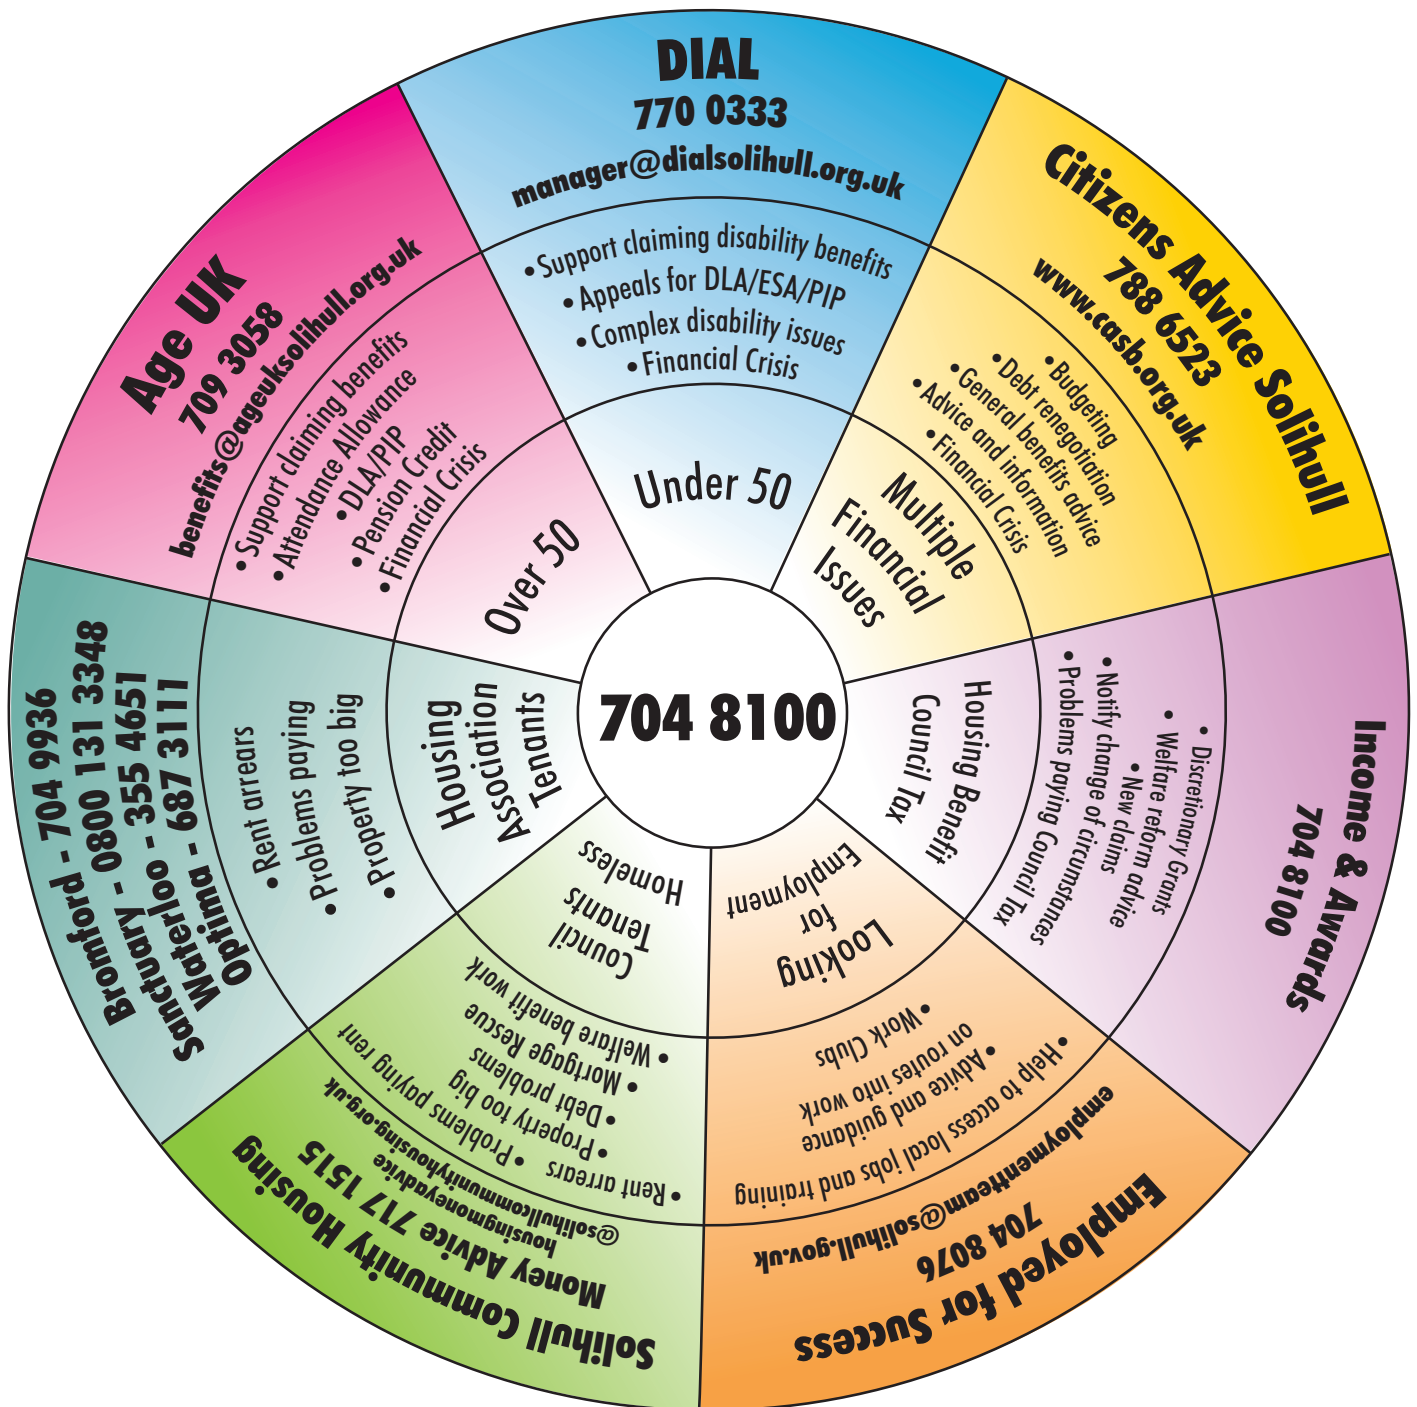 DIAL
770 0333
manager@dialsolihull.org.uk
• Support claiming disability benefits
• Appeals for DLA/ESA/PIP
• Complex disability issues
• Financial Crisis
Under 50
Citizens Advice Solihull
788 6523
www.casb.org.uk
• Budgeting
• Debt renegotiation
• General benefits advice
• Advice and information
• Financial Crisis
Multiple
Financial
Issues
Income & Awards
704 8100
• Discretionary Grants
• Welfare reform advice
• New claims
• Notify change of circumstances
• Problems paying Council Tax
Housing Benefit
Council Tax
Employed for Success
704 8076
employmentteam@solihull.gov.uk
• Help to access local jobs and training
• Advice and guidance
on routes into work
• Work Clubs
Looking
for
Employment
Solihull Community Housing
Money Advice 717 1515
housingmoneyadvice
@solihullcommunityhousing.org.uk
• Rent arrears • Problems paying rent
• Property too big
• Debt problems
• Mortgage Rescue
• Welfare benefit work
Council
Tenants
Homeless
Bromford - 704 9936
Sanctuary - 0800 131 3348
Waterloo - 355 4651
Optima - 687 3111
• Rent arrears
• Problems paying
• Property too big
Housing
Association
Tenants
Age UK
709 3058
benefits@ageuksolihull.org.uk
• Support claiming benefits
• Attendance Allowance
• DLA/PIP
• Pension Credit
• Financial Crisis
Over 50
704 8100